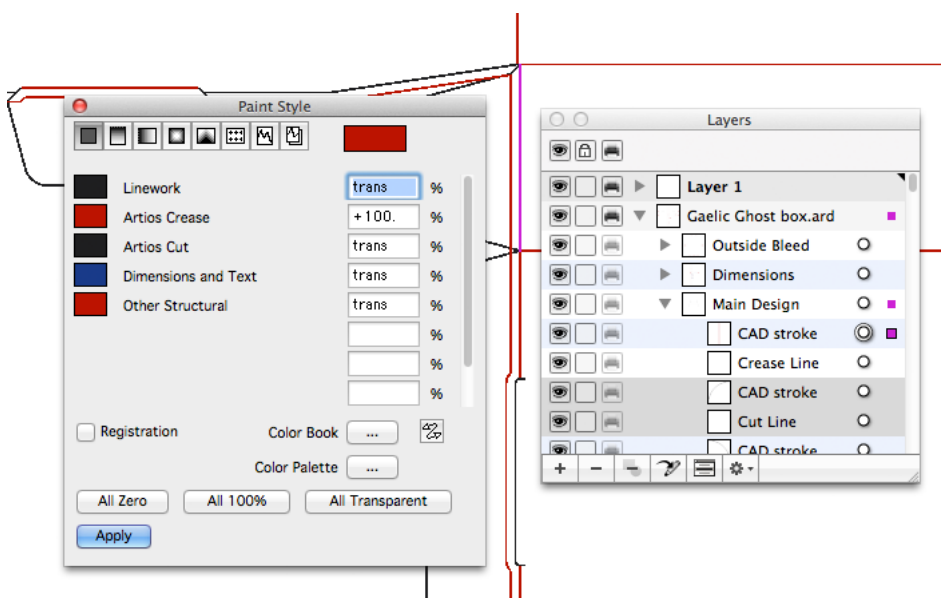 Paint Style
Linework trans %
Artios Crease +100. %
Artios Cut trans %
Dimensions and Text trans %
Other Structural trans %
%
%
%
Registration
Color Book ...
Color Palette ...
All Zero All 100% All Transparent
Apply
Layers
Layer 1
Gaelic Ghost box.ard
Outside Bleed
Dimensions
Main Design
CAD stroke
Crease Line
CAD stroke
Cut Line
CAD stroke
+ −